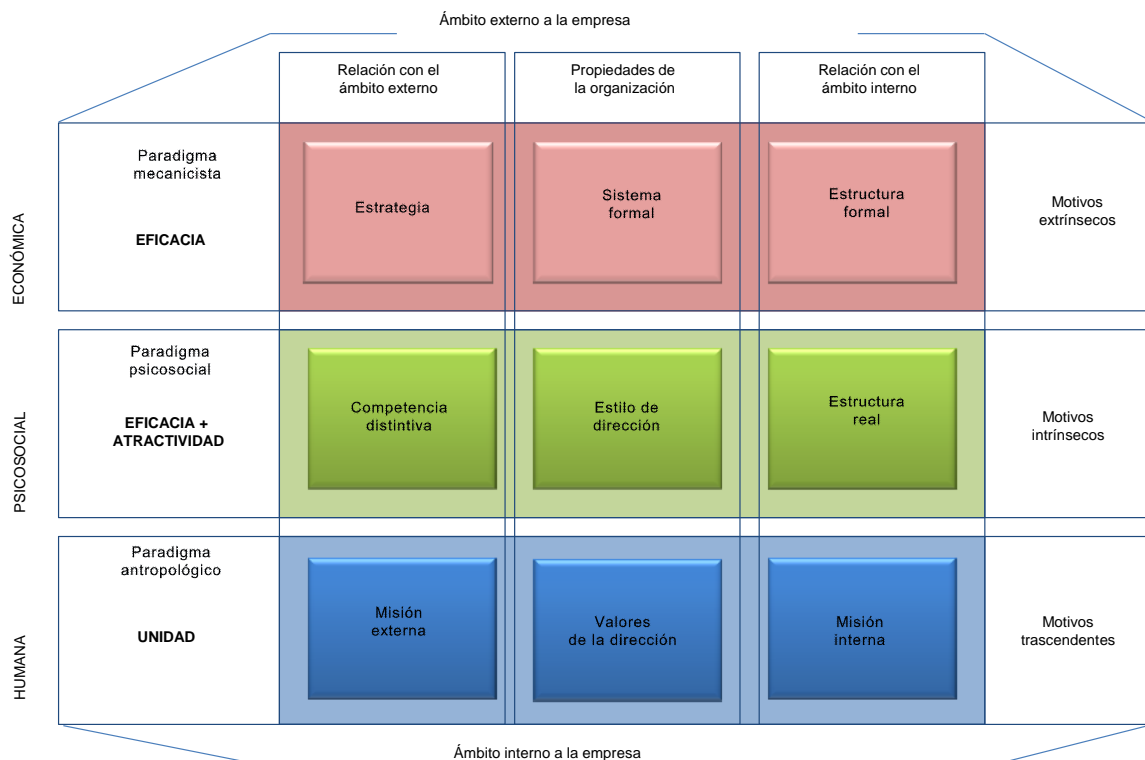 Ámbito externo a la empresa
Relación con el
ámbito externo
Propiedades de
la organización
Relación con el
ámbito interno
ECONÓMICA
Paradigma
mecanicista
EFICACIA
Estrategia
Sistema
formal
Estructura
formal
Motivos
extrínsecos
PSICOSOCIAL
Paradigma
psicosocial
EFICACIA +
ATRACTIVIDAD
Competencia
distintiva
Estilo de
dirección
Estructura
real
Motivos
intrínsecos
HUMANA
Paradigma
antropológico
UNIDAD
Misión
externa
Valores
de la dirección
Misión
interna
Motivos
trascendentes
Ámbito interno a la empresa